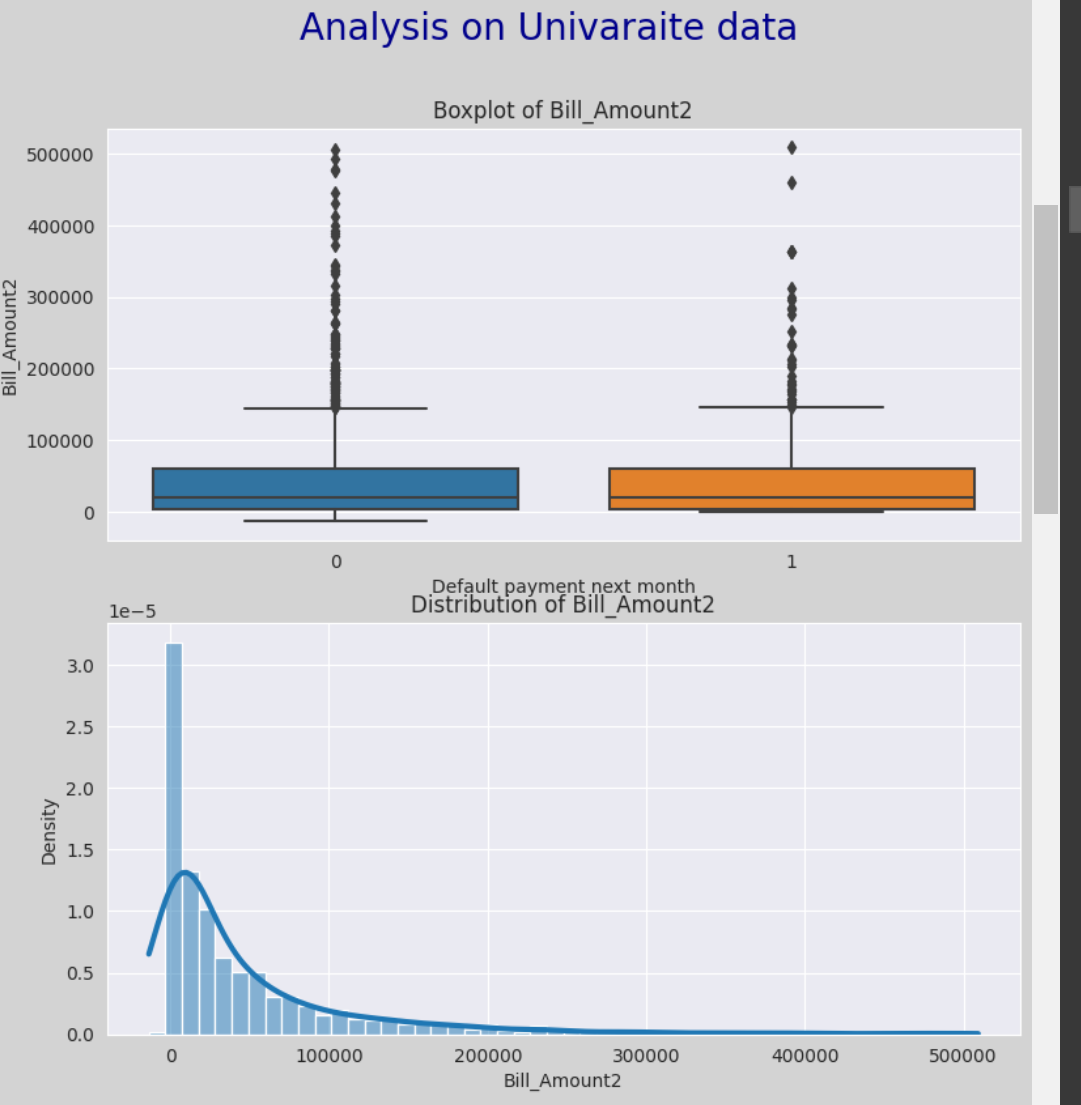 Analysis on Univaraite data
Boxplot of Bill_Amount2
500000
400000
300000
200000
100000
0
Bill_Amount2
0 1
Default payment next month
Distribution of Bill_Amount2
1e−5
3.0
2.5
2.0
1.5
1.0
0.5
0.0
Density
0 100000 200000 300000 400000 500000
Bill_Amount2